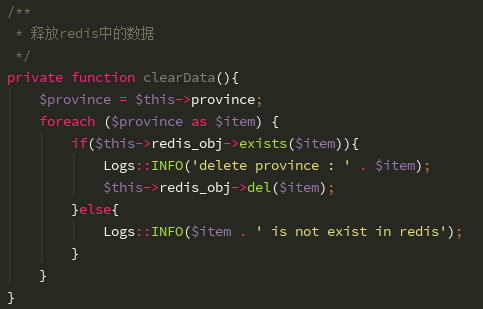 /**
 * 释放redis中的数据
 */
private function clearData(){
    $province = $this->province;
    foreach ($province as $item) {
        if($this->redis_obj->exists($item)){
            Logs::INFO('delete province : ' . $item);
            $this->redis_obj->del($item);
        }else{
            Logs::INFO($item . ' is not exist in redis');
        }
    }
}